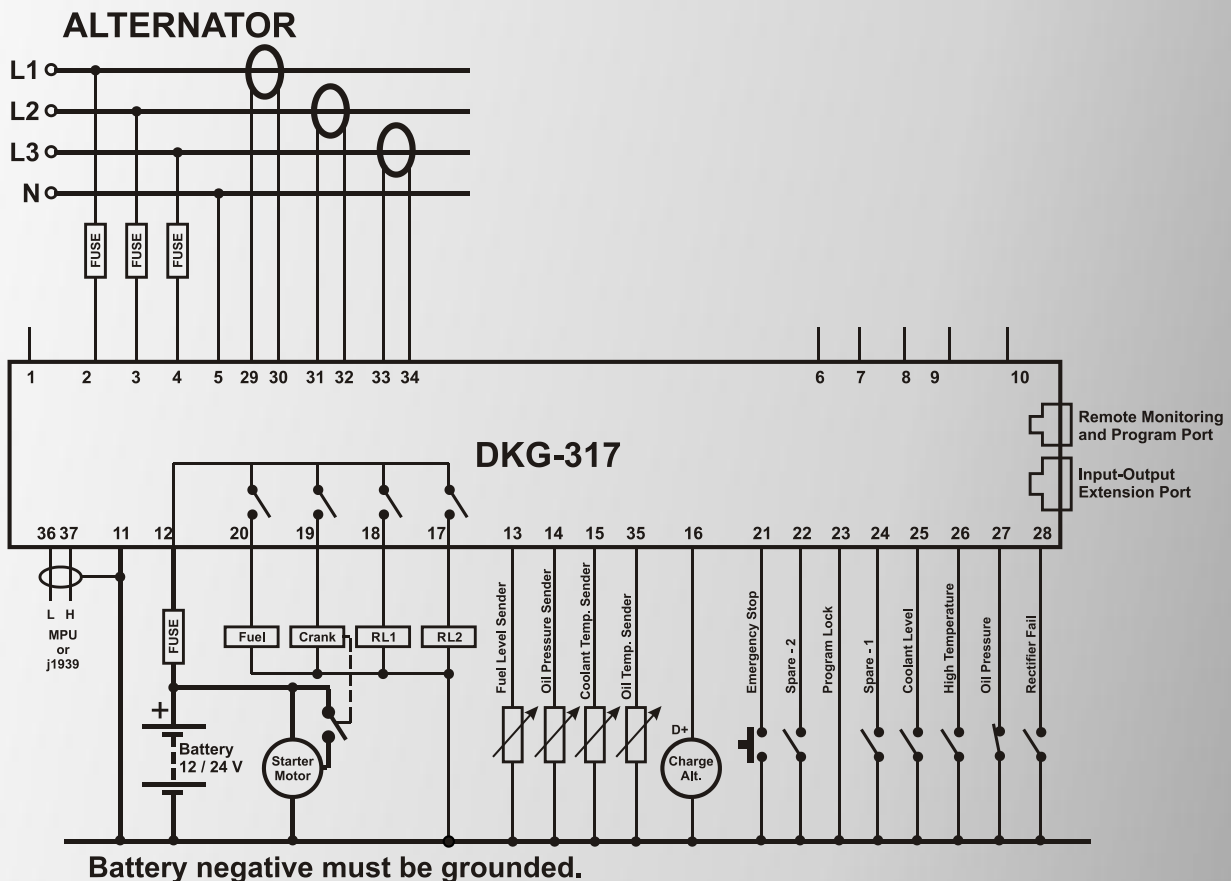 ALTERNATOR
L1
L2
L3
N
FUSE
FUSE
FUSE
1 2 3 4 5 29 30 31 32 33 34 6 7 8 9 10
Remote Monitoring
and Program Port
DKG-317
Input-Output
Extension Port
36 37 11 12 20 19 18 17 13 14 15 35 16 21 22 23 24 25 26 27 28
L H
MPU
or
j1939
FUSE
Fuel
Crank
RL1
RL2
Fuel Level Sender
Oil Pressure Sender
Coolant Temp. Sender
Oil Temp. Sender
Emergency Stop
Spare - 2
Program Lock
Spare - 1
Coolant Level
High Temperature
Oil Pressure
Rectifier Fail
+
Battery
12 / 24 V
Starter
Motor
D+
Charge
Alt.
Battery negative must be grounded.